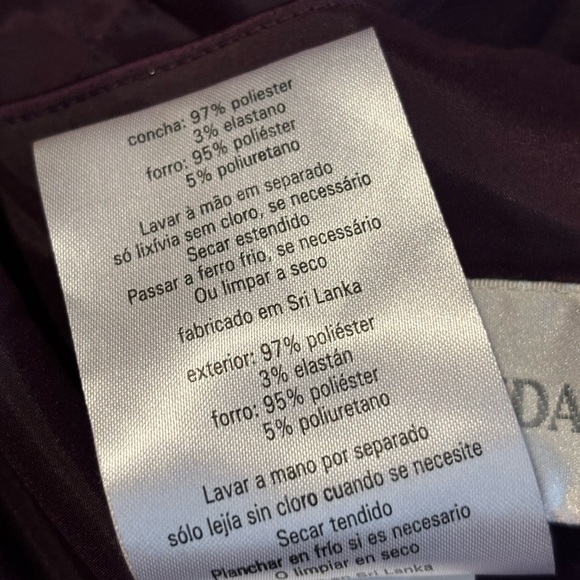 concha: 97% poliester
3% elastano
forro: 95% poliéster
5% poliuretano
Lavar à mão em separado
só lixívia sem cloro, se necessário
Secar estendido
Passar a ferro frio, se necessário
Ou limpar a seco
fabricado em Sri Lanka
exterior: 97% poliéster
3% elastán
forro: 95% poliéster
5% poliuretano
Lavar a mano por separado
sólo lejía sin cloro cuando se necesite
Secar tendido
Planchar en frío si es necesario
O limpiar en seco
Sri Lanka
DA